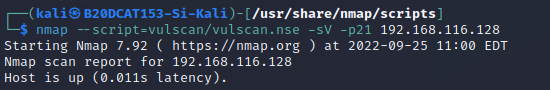 ┌──(kali㉿B20DCAT153-Si-Kali)-[/usr/share/nmap/scripts]
└─$ nmap --script=vulscan/vulscan.nse -sV -p21 192.168.116.128
Starting Nmap 7.92 ( https://nmap.org ) at 2022-09-25 11:00 EDT
Nmap scan report for 192.168.116.128
Host is up (0.011s latency).